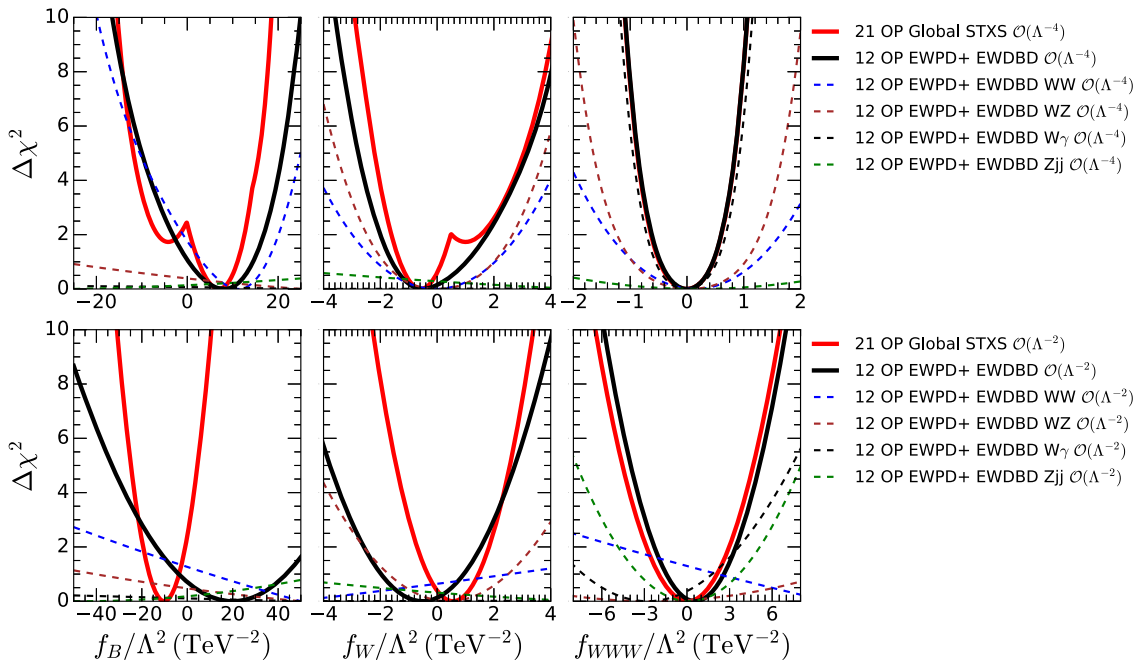 10
8
6
4
2
0
Δχ²
−20 0 20
−4 −2 0 2 4
−2 −1 0 1 2
21 OP Global STXS 𝒪(Λ⁻⁴)
12 OP EWPD+ EWDBD 𝒪(Λ⁻⁴)
12 OP EWPD+ EWDBD WW 𝒪(Λ⁻⁴)
12 OP EWPD+ EWDBD WZ 𝒪(Λ⁻⁴)
12 OP EWPD+ EWDBD Wγ 𝒪(Λ⁻⁴)
12 OP EWPD+ EWDBD Zjj 𝒪(Λ⁻⁴)
10
8
6
4
2
0
Δχ²
−40 −20 0 20 40
−4 −2 0 2 4
−6 −3 0 3 6
f_B/Λ² (TeV⁻²)
f_W/Λ² (TeV⁻²)
f_WWW/Λ² (TeV⁻²)
21 OP Global STXS 𝒪(Λ⁻²)
12 OP EWPD+ EWDBD 𝒪(Λ⁻²)
12 OP EWPD+ EWDBD WW 𝒪(Λ⁻²)
12 OP EWPD+ EWDBD WZ 𝒪(Λ⁻²)
12 OP EWPD+ EWDBD Wγ 𝒪(Λ⁻²)
12 OP EWPD+ EWDBD Zjj 𝒪(Λ⁻²)